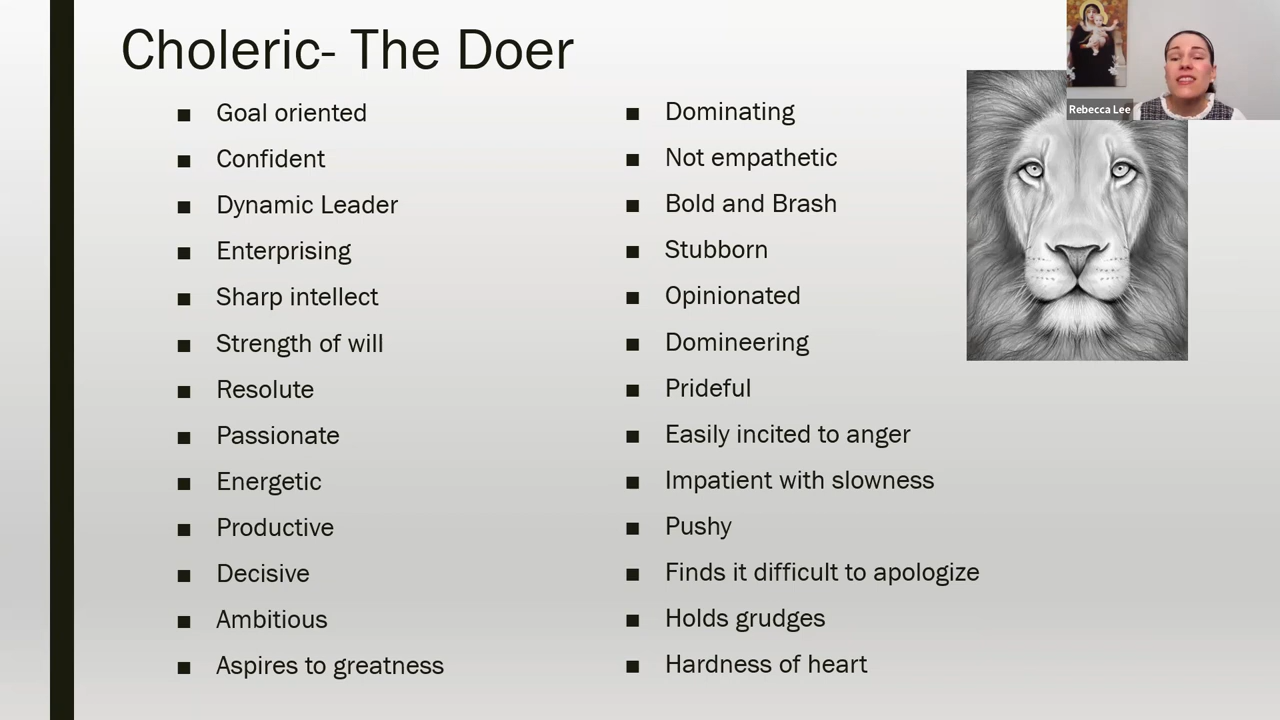 Choleric- The Doer
Goal oriented
Confident
Dynamic Leader
Enterprising
Sharp intellect
Strength of will
Resolute
Passionate
Energetic
Productive
Decisive
Ambitious
Aspires to greatness
Dominating
Not empathetic
Bold and Brash
Stubborn
Opinionated
Domineering
Prideful
Easily incited to anger
Impatient with slowness
Pushy
Finds it difficult to apologize
Holds grudges
Hardness of heart
Rebecca Lee